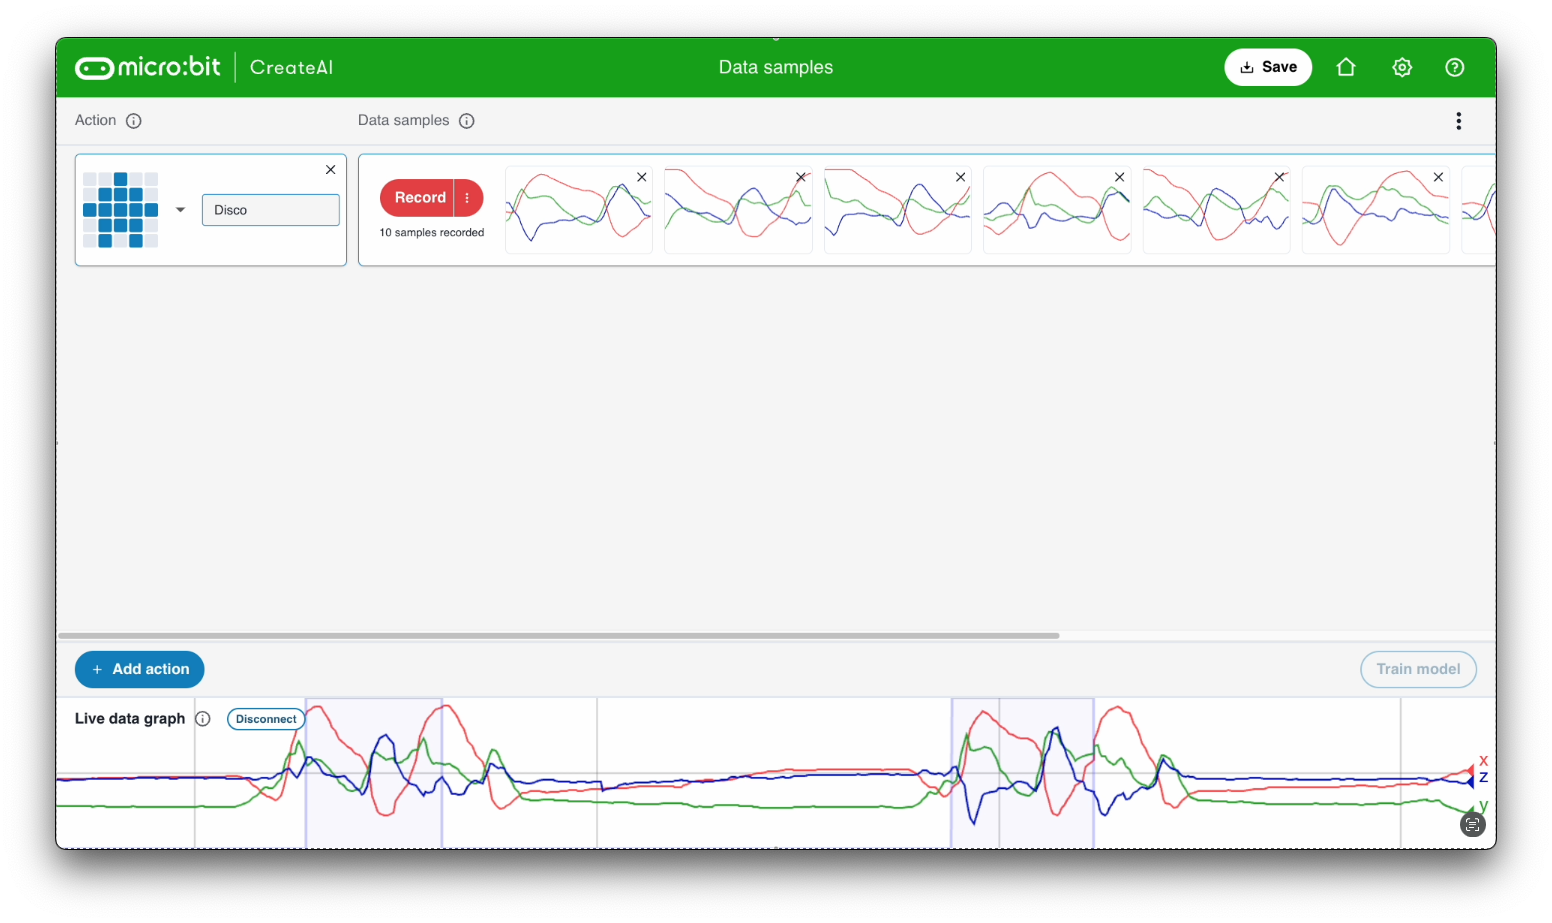 micro:bit CreateAI
Data samples
Save
Action
Data samples
Disco
Record
10 samples recorded
+ Add action
Train model
Live data graph
Disconnect
X
Z
y